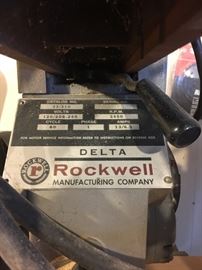 CATALOG NO.
SERIAL
VOLTS
R.P.M.
120/208-240
3450
CYCLE
PHASE
AMPS
60
1
FOR MOTOR SERVICE INFORMATION REFER TO INSTRUCTIONS ON REVERSE SIDE
DELTA
ROCKWELL
R
Rockwell
MANUFACTURING COMPANY